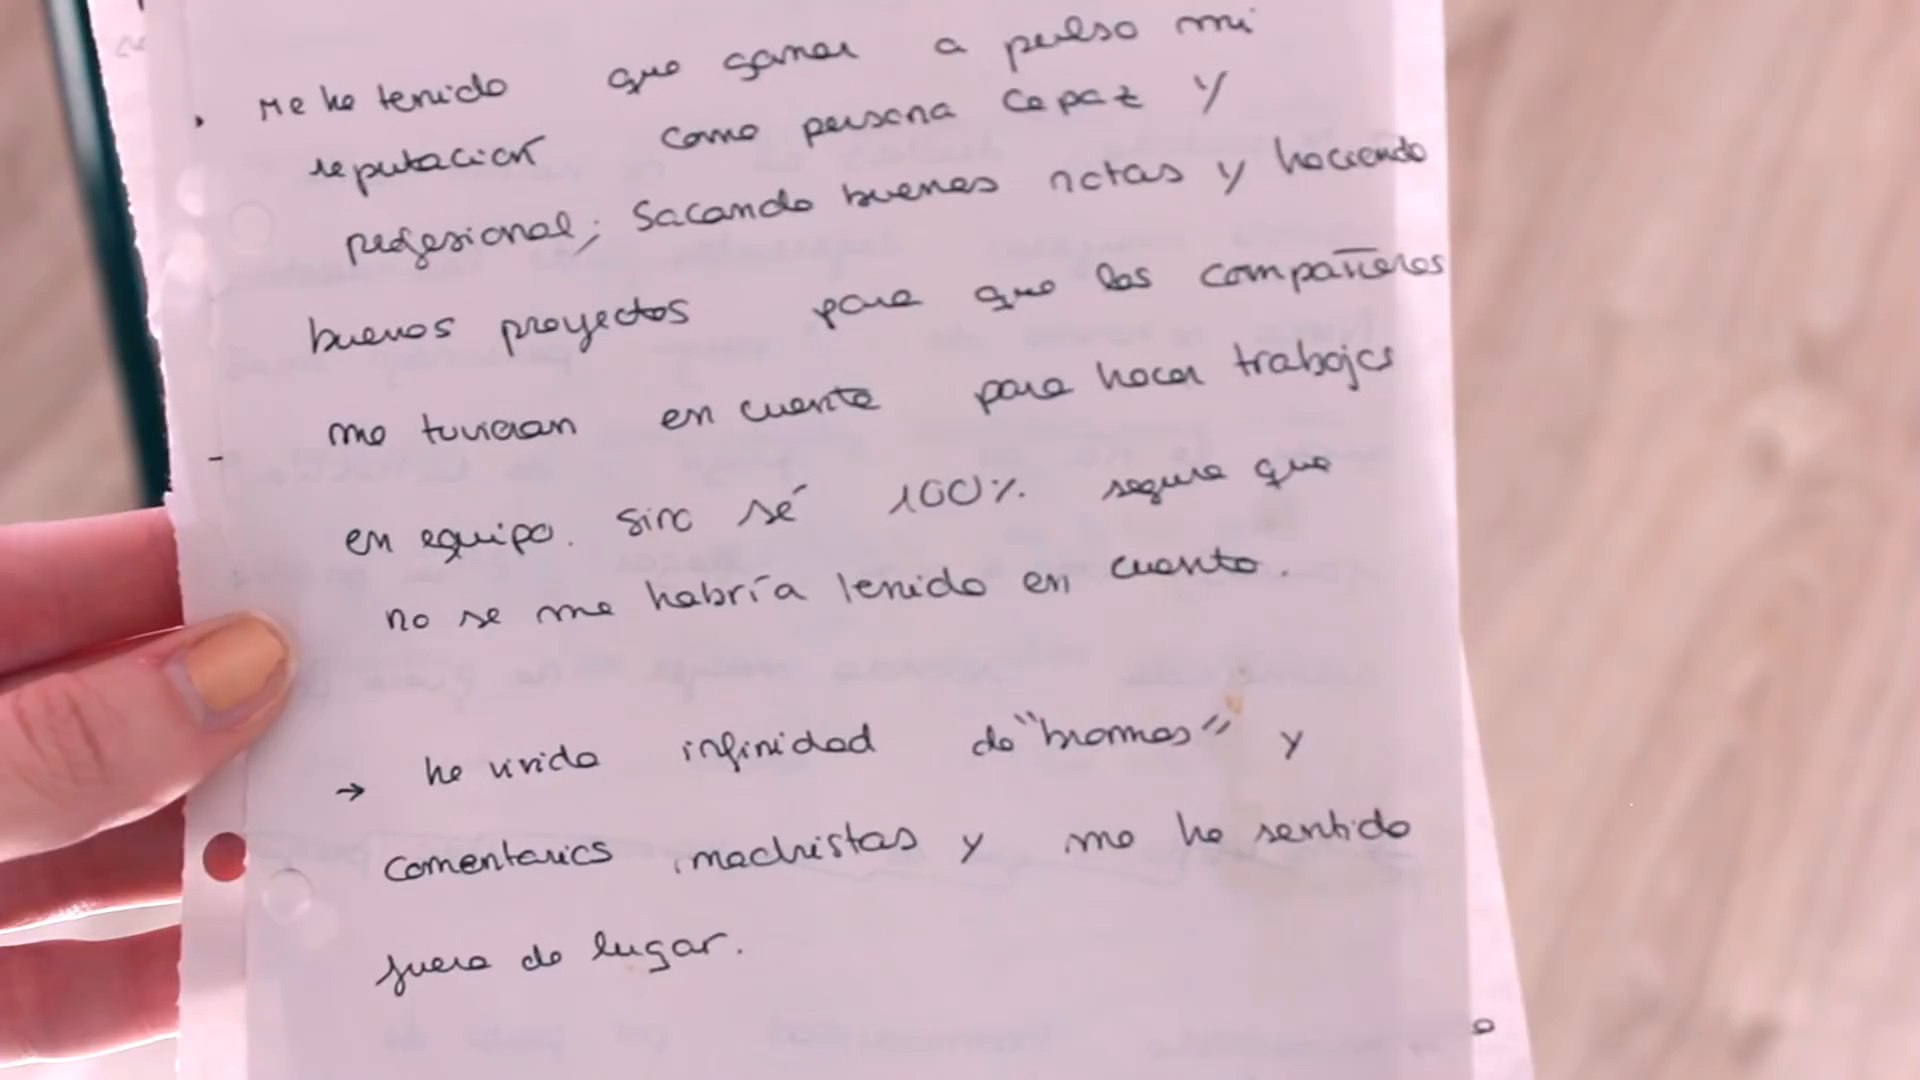 Me he tenido que ganar a pulso mi
reputación como persona capaz y
profesional; sacando buenas notas y haciendo
buenos proyectos para que los compañeros
me tuvieran en cuenta para hacer trabajos
en equipo. Sino sé 100% segura que
no se me habría tenido en cuenta.
→ he vivido infinidad de "bromas" y
comentarios machistas y me he sentido
fuera de lugar.